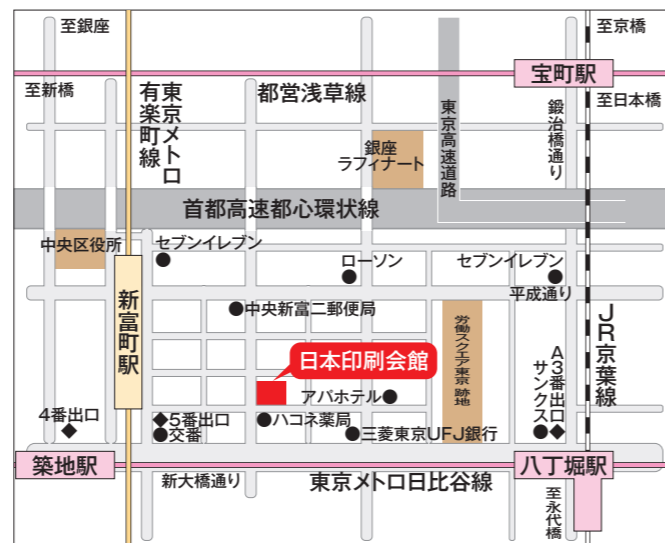 至銀座
至京橋
宝町駅
至新橋
東京メトロ
有楽町線
都営浅草線
東京高速道路
鍛治橋通り
至日本橋
銀座
ラフィナート
首都高速都心環状線
中央区役所
セブンイレブン
ローソン
セブンイレブン
平成通り
新富町駅
中央新富二郵便局
労働スクエア東京 跡地
JR京葉線
日本印刷会館
アパホテル
A3番出口
サンクス
4番出口
5番出口
交番
ハコネ薬局
三菱東京UFJ銀行
築地駅
八丁堀駅
新大橋通り
東京メトロ日比谷線
至永代橋